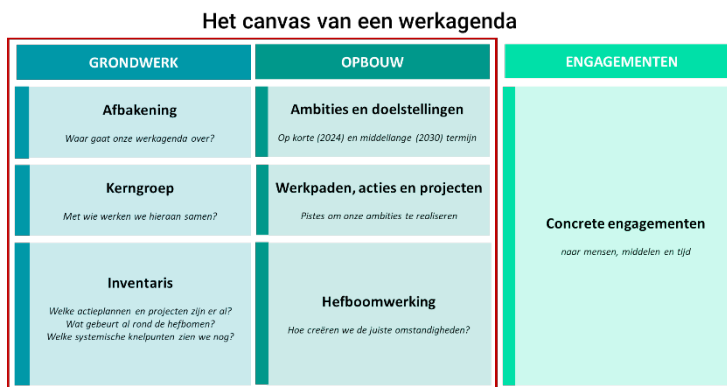 Het canvas van een werkagenda
GRONDWERK
Afbakening
Waar gaat onze werkagenda over?
Kerngroep
Met wie werken we hieraan samen?
Inventaris
Welke actieplannen en projecten zijn er al?
Wat gebeurt al rond de hefbomen?
Welke systemische knelpunten zien we nog?
OPBOUW
Ambities en doelstellingen
Op korte (2024) en middellange (2030) termijn
Werkpaden, acties en projecten
Pistes om onze ambities te realiseren
Hefboomwerking
Hoe creëren we de juiste omstandigheden?
ENGAGEMENTEN
Concrete engagementen
naar mensen, middelen en tijd